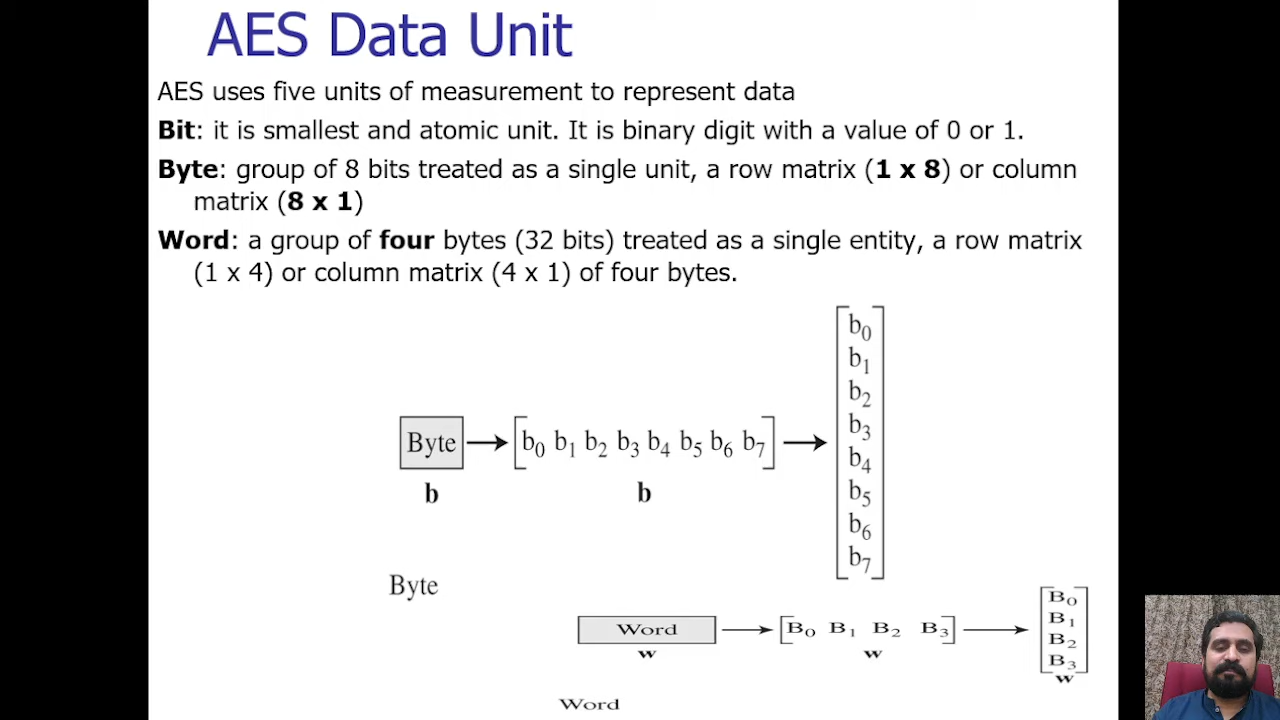 AES Data Unit
AES uses five units of measurement to represent data
Bit: it is smallest and atomic unit. It is binary digit with a value of 0 or 1.
Byte: group of 8 bits treated as a single unit, a row matrix (1 x 8) or column
matrix (8 x 1)
Word: a group of four bytes (32 bits) treated as a single entity, a row matrix
(1 x 4) or column matrix (4 x 1) of four bytes.
Byte
b
b₀ b₁ b₂ b₃ b₄ b₅ b₆ b₇
b
b₀
b₁
b₂
b₃
b₄
b₅
b₆
b₇
Byte
Word
w
B₀ B₁ B₂ B₃
w
B₀
B₁
B₂
B₃
w
Word